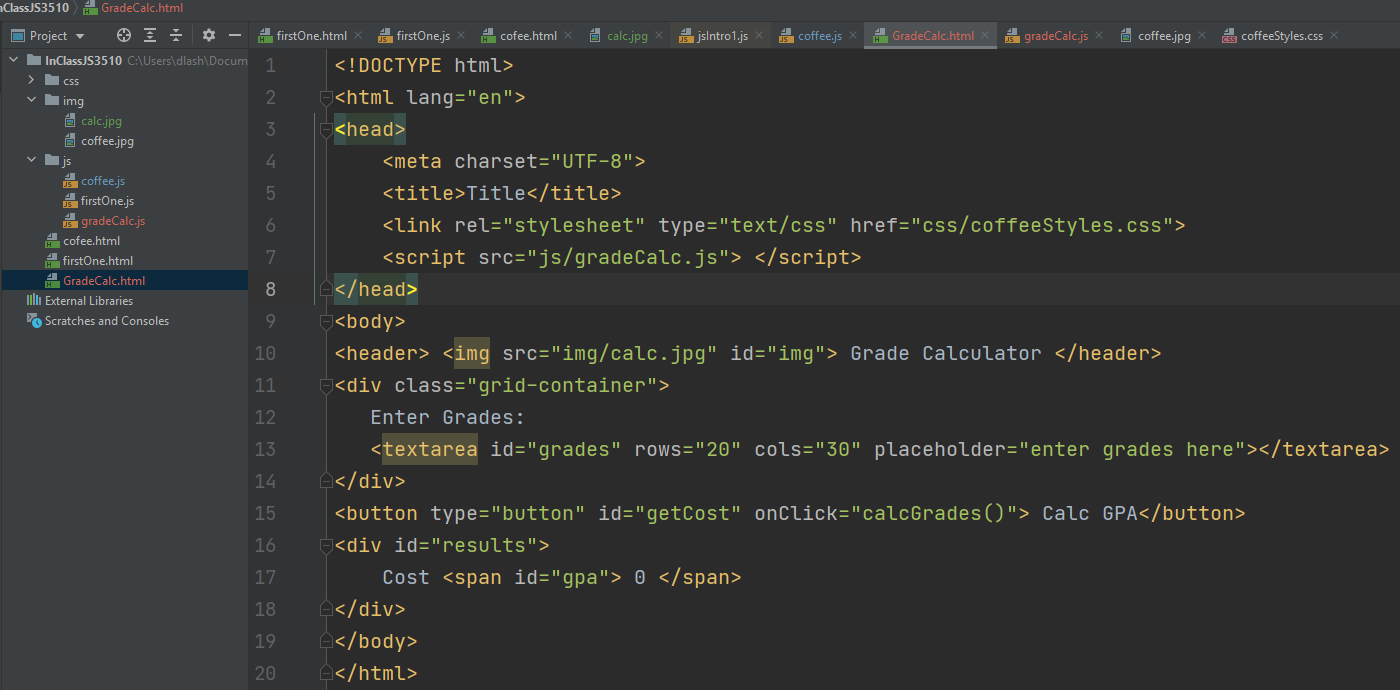 nClassJS3510 〉 GradeCalc.html
Project
firstOne.html firstOne.js cofee.html calc.jpg jsIntro1.js coffee.js GradeCalc.html gradeCalc.js coffee.jpg coffeeStyles.css
InClassJS3510 C:\Users\dlash\Docum
css
img
calc.jpg
coffee.jpg
js
coffee.js
firstOne.js
gradeCalc.js
cofee.html
firstOne.html
GradeCalc.html
External Libraries
Scratches and Consoles
1 <!DOCTYPE html>
2 <html lang="en">
3 <head>
4     <meta charset="UTF-8">
5     <title>Title</title>
6     <link rel="stylesheet" type="text/css" href="css/coffeeStyles.css">
7     <script src="js/gradeCalc.js"> </script>
8 </head>
9 <body>
10 <header> <img src="img/calc.jpg" id="img"> Grade Calculator </header>
11 <div class="grid-container">
12    Enter Grades:
13    <textarea id="grades" rows="20" cols="30" placeholder="enter grades here"></textarea>
14 </div>
15 <button type="button" id="getCost" onClick="calcGrades()"> Calc GPA</button>
16 <div id="results">
17     Cost <span id="gpa"> 0 </span>
18 </div>
19 </body>
20 </html>